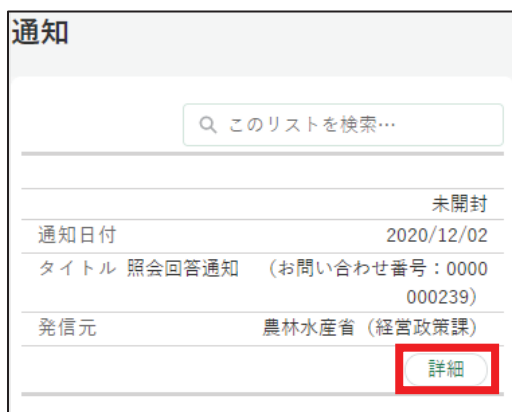 通知
このリストを検索…
未開封
通知日付 2020/12/02
タイトル 照会回答通知 （お問い合わせ番号：0000
000239）
発信元 農林水産省（経営政策課）
詳細